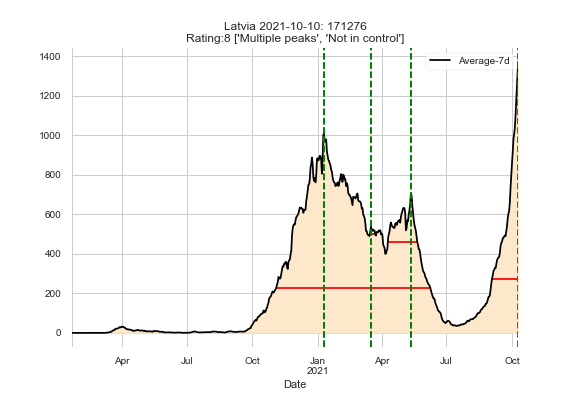 Latvia 2021-10-10: 171276
Rating:8 ['Multiple peaks', 'Not in control']
Average-7d
1400
1200
1000
800
600
400
200
0
Apr
Jul
Oct
Jan
2021
Apr
Jul
Oct
Date